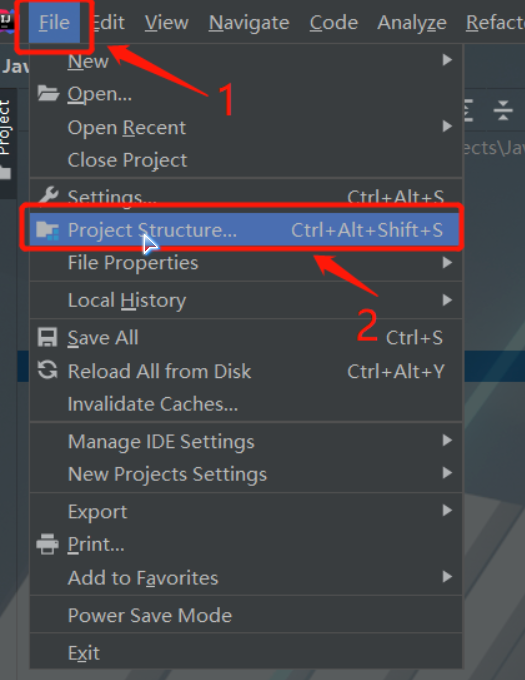 File Edit View Navigate Code Analyze Refact
Jav
1
New
Project
Open...
Open Recent
ects\Jav
Close Project
Settings... Ctrl+Alt+S
Project Structure... Ctrl+Alt+Shift+S
File Properties
Local History
2
Save All Ctrl+S
Reload All from Disk Ctrl+Alt+Y
Invalidate Caches...
Manage IDE Settings
New Projects Settings
Export
Print...
Add to Favorites
Power Save Mode
Exit